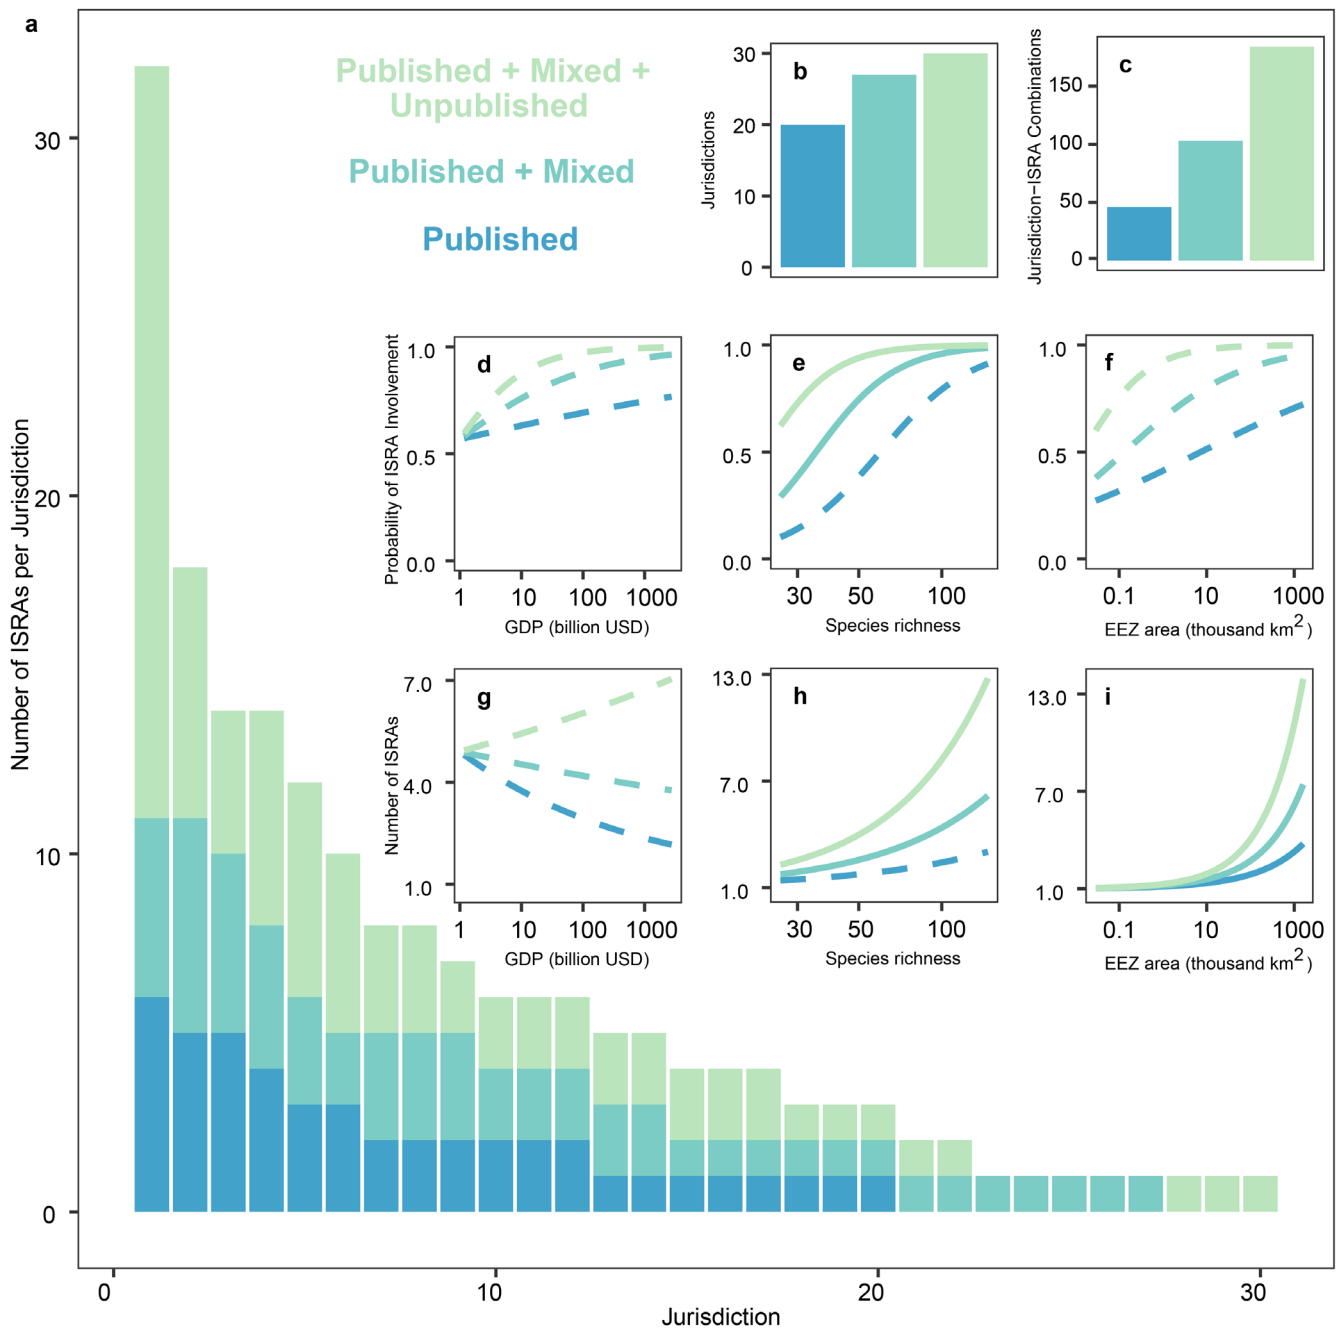 a
Published + Mixed +
Unpublished
Published + Mixed
Published
Number of ISRAs per Jurisdiction
30
20
10
0
0
10
20
30
Jurisdiction
b
Jurisdictions
30
20
10
0
c
Jurisdiction−ISRA Combinations
150
100
50
0
d
Probability of ISRA Involvement
1.0
0.5
0.0
1
10
100
1000
GDP (billion USD)
e
1.0
0.5
0.0
30
50
100
Species richness
f
1.0
0.5
0.0
0.1
10
1000
EEZ area (thousand km²)
g
Number of ISRAs
7.0
4.0
1.0
1
10
100
1000
GDP (billion USD)
h
13.0
7.0
1.0
30
50
100
Species richness
i
13.0
7.0
1.0
0.1
10
1000
EEZ area (thousand km²)